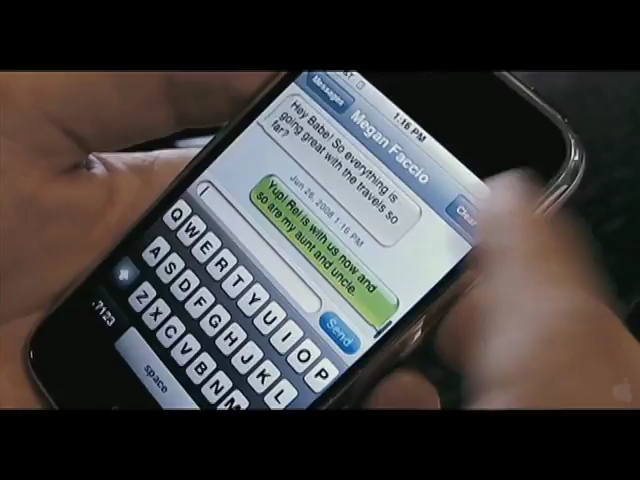 1:16 PM
Messages
Megan Faccio
Hey Babe! So everything is
going great with the travels so
far?
Jun 26, 2008 1:16 PM
Yup! Rel is with us now and
so are my aunt and uncle.
Send
Q W E R T Y U I O P
A S D F G H J K L
Z X C V B N M
.?123
space